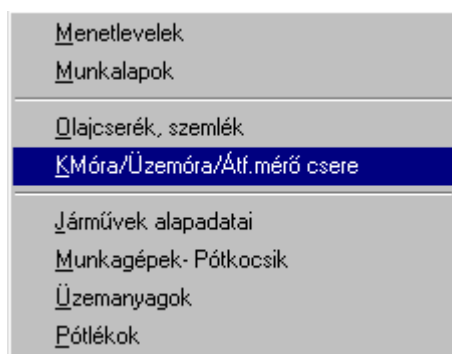 Menetlevelek
Munkalapok
Olajcserék, szemlék
KMóra/Üzemóra/Átf.mérő csere
Járművek alapadatai
Munkagépek- Pótkocsik
Üzemanyagok
Pótlékok